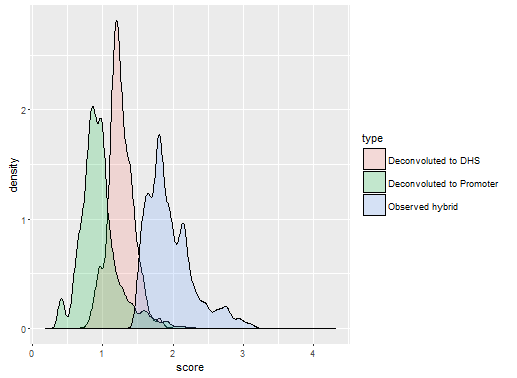 density
2
1
0
0
1
2
3
4
score
type
Deconvoluted to DHS
Deconvoluted to Promoter
Observed hybrid